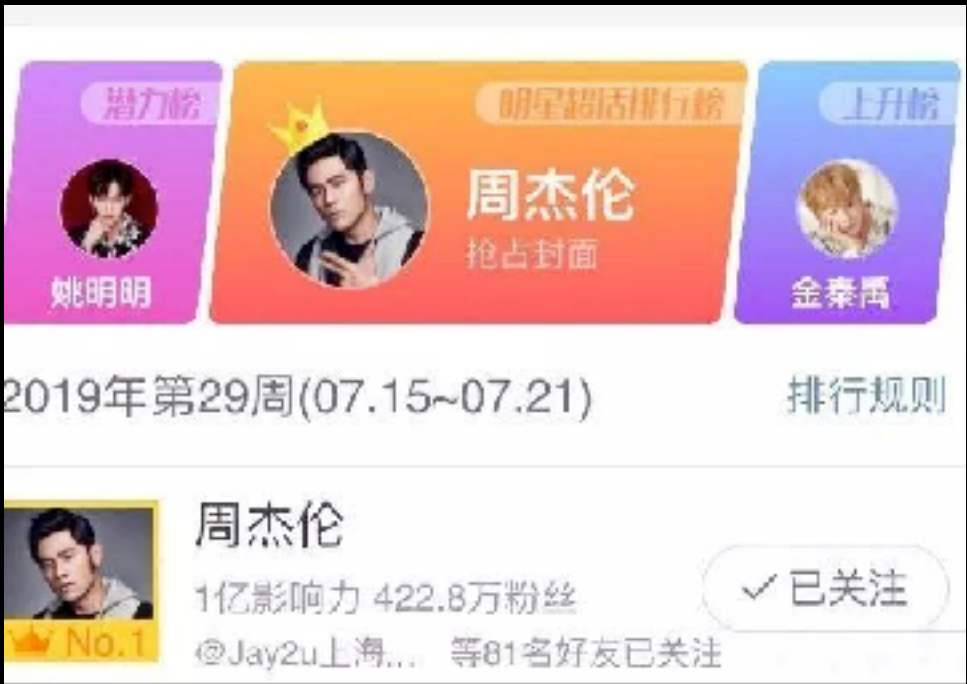 潜力榜
姚明明
明星超话排行榜
周杰伦
抢占封面
上升榜
金秦禹
2019年第29周(07.15~07.21)
排行规则
周杰伦
1亿影响力 422.8万粉丝
@Jay2u上海... 等81名好友已关注
已关注
No.1